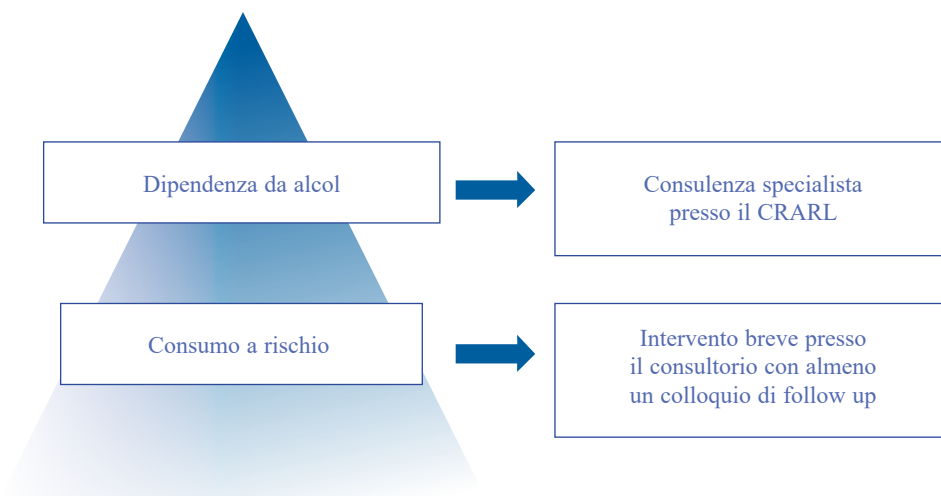 Dipendenza da alcol
Consulenza specialista
presso il CRARL
Consumo a rischio
Intervento breve presso
il consultorio con almeno
un colloquio di follow up